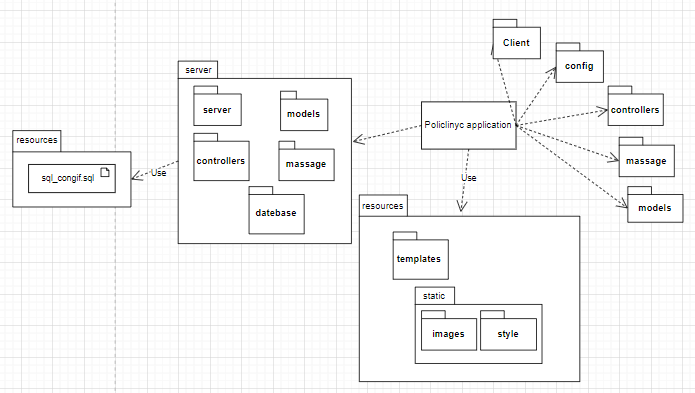 Client
config
server
server
models
controllers
Policlinyc application
resources
controllers
massage
massage
sql_congif.sql
Use
Use
models
resources
datebase
templates
static
images
style